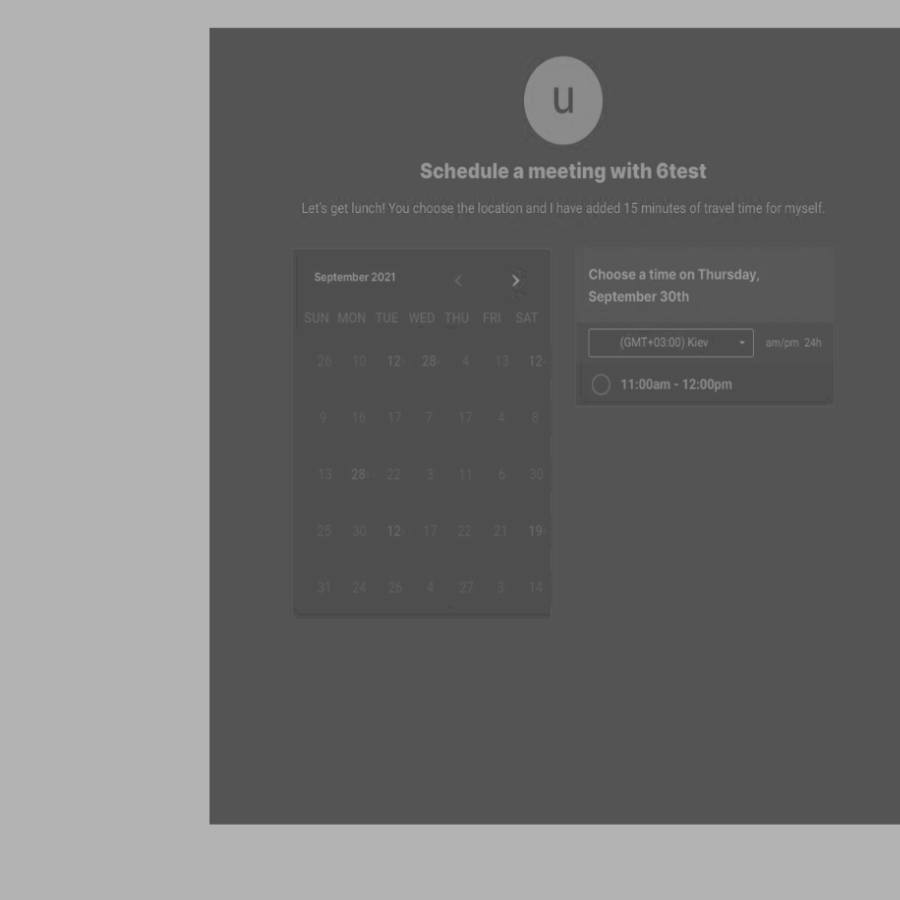 u
Schedule a meeting with 6test
Let's get lunch! You choose the location and I have added 15 minutes of travel time for myself.
September 2021
SUN MON TUE WED THU FRI SAT
26 10 12 28 4 13 12
9 16 17 7 17 4 8
13 28 22 3 11 6 30
25 30 12 17 22 21 19
31 24 26 4 27 3 14
Choose a time on Thursday,
September 30th
(GMT+03:00) Kiev
am/pm 24h
11:00am - 12:00pm